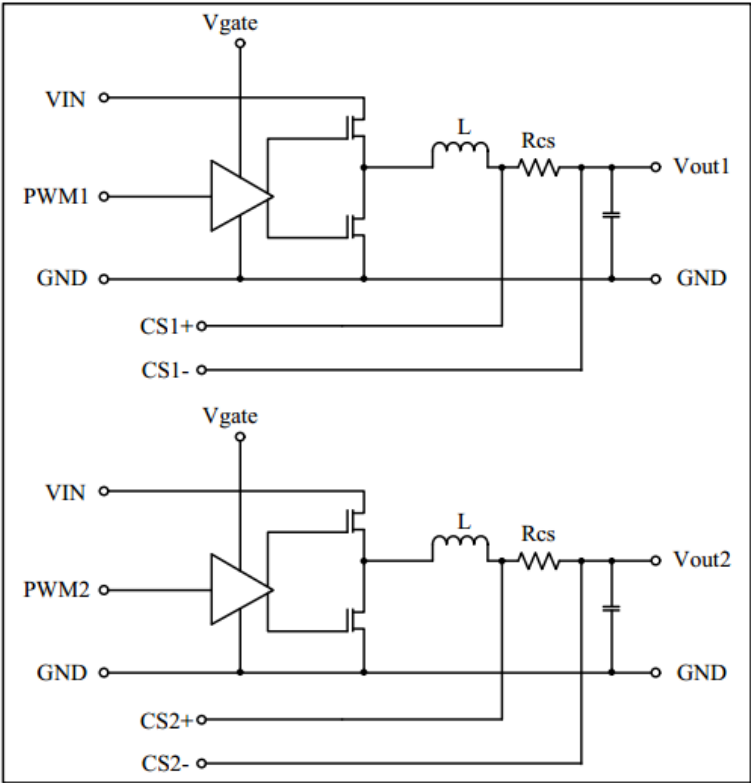 Vgate
VIN
L
Rcs
Vout1
PWM1
GND
GND
CS1+
CS1-
Vgate
VIN
L
Rcs
Vout2
PWM2
GND
GND
CS2+
CS2-